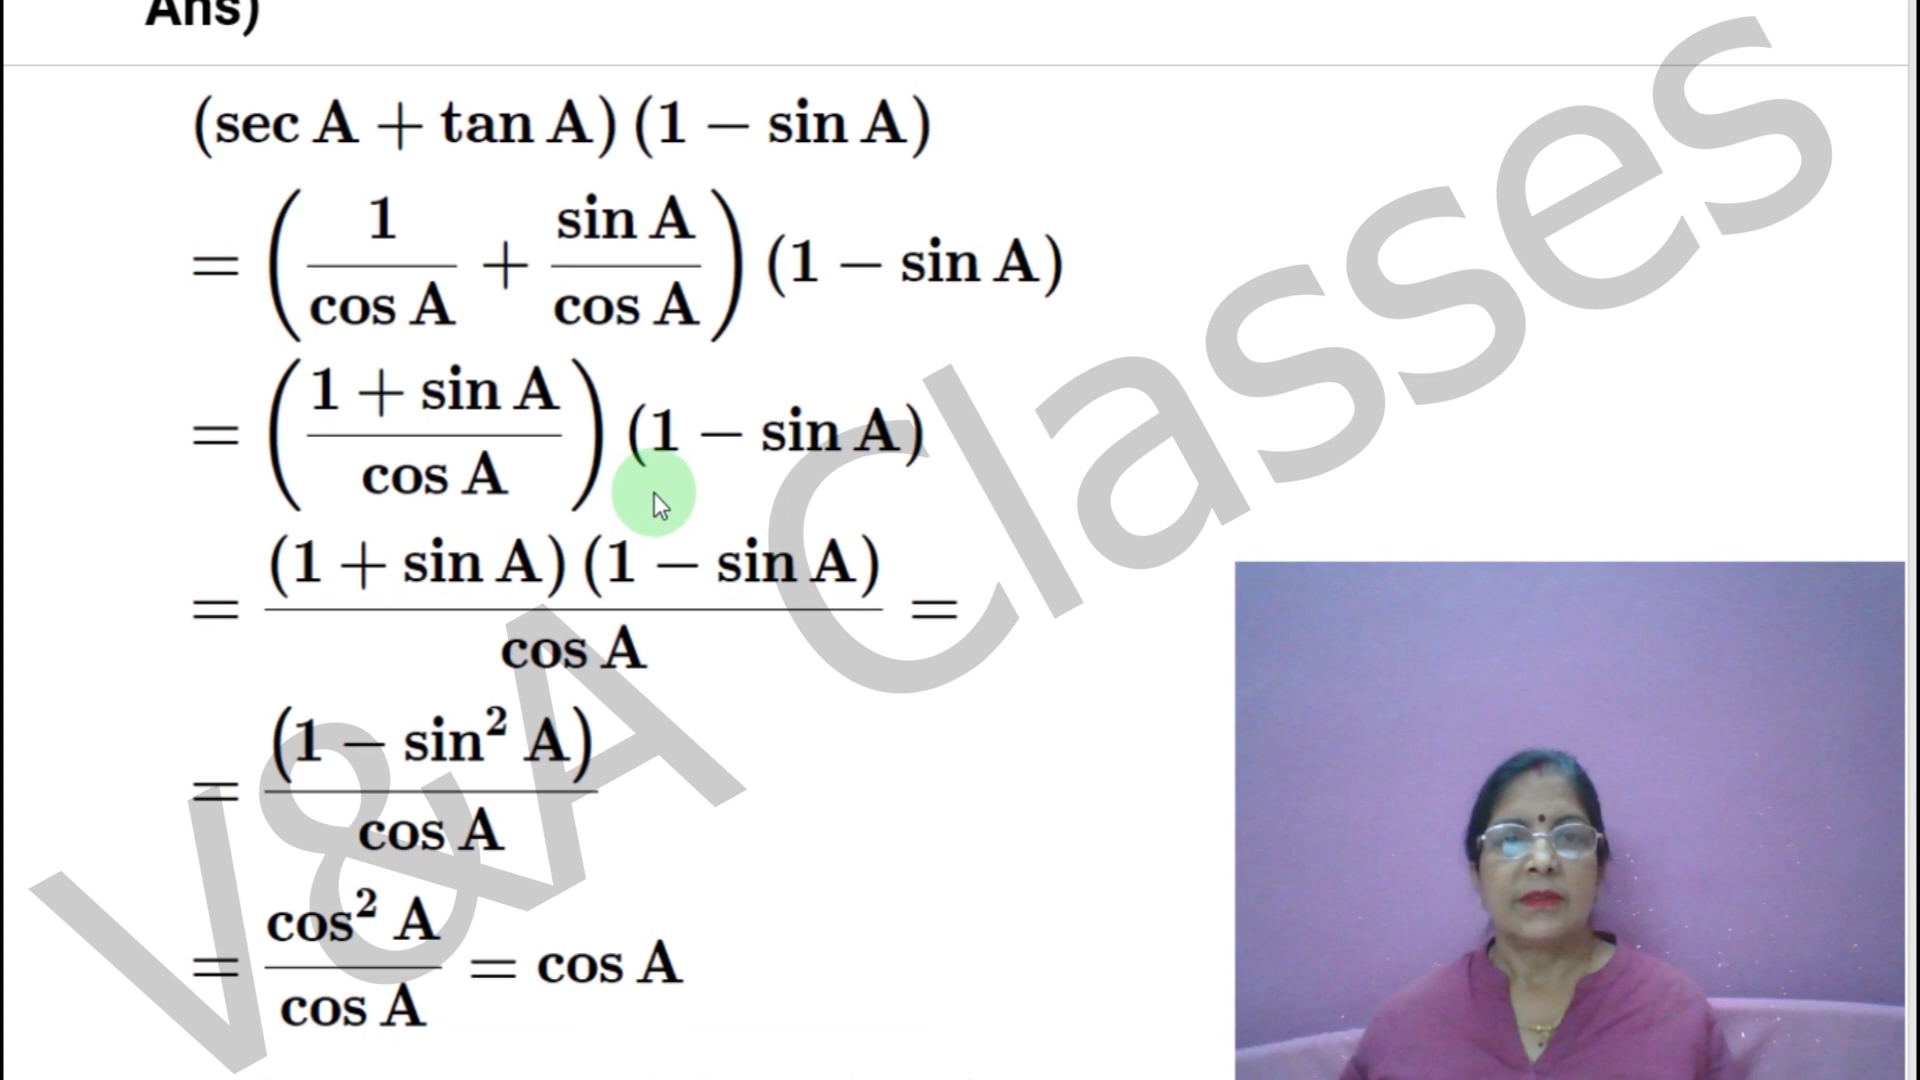 Ans)
(sec A + tan A) (1 − sin A)
= (1/cos A + sin A/cos A) (1 − sin A)
= ((1 + sin A)/cos A) (1 − sin A)
= (1 + sin A) (1 − sin A)/cos A =
= (1 − sin² A)/cos A
= cos² A/cos A = cos A
V&A Classes